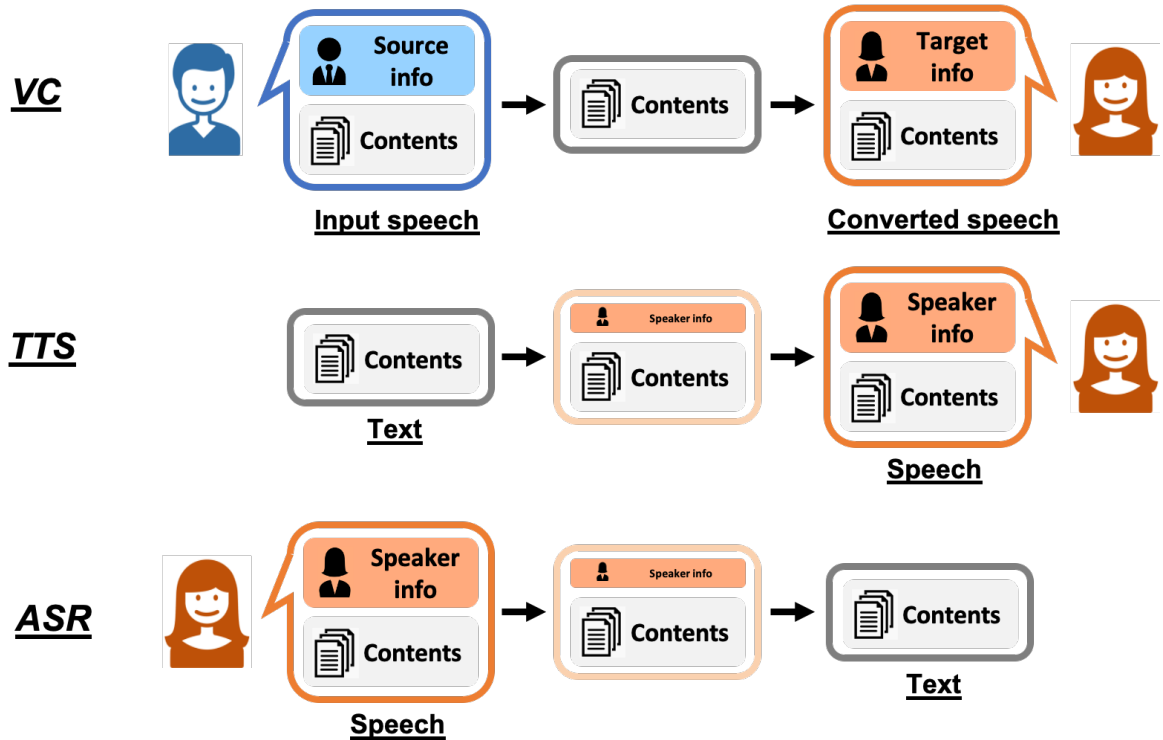 VC
Source
info
Contents
Input speech
Contents
Target
info
Contents
Converted speech
TTS
Contents
Text
Speaker info
Contents
Speaker
info
Contents
Speech
ASR
Speaker
info
Contents
Speech
Speaker info
Contents
Contents
Text